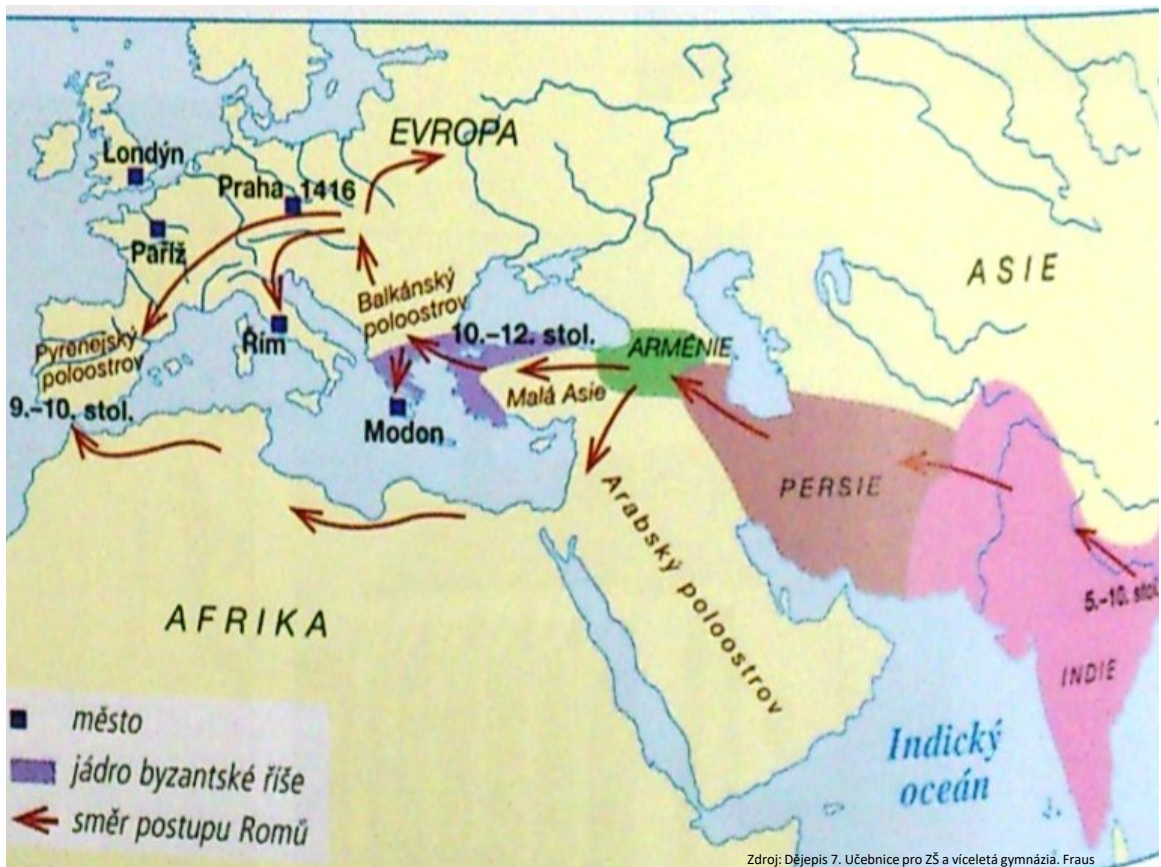 EVROPA
Londýn
Praha 1416
Paříž
ASIE
Balkánský
poloostrov
10.–12. stol.
ARMÉNIE
Řím
Pyrenejský
poloostrov
Malá Asie
9.–10. stol.
Modon
PERSIE
Arabský poloostrov
5.–10. stol.
AFRIKA
INDIE
Indický
oceán
město
jádro byzantské říše
směr postupu Romů
Zdroj: Dějepis 7. Učebnice pro ZŠ a víceletá gymnázia. Fraus